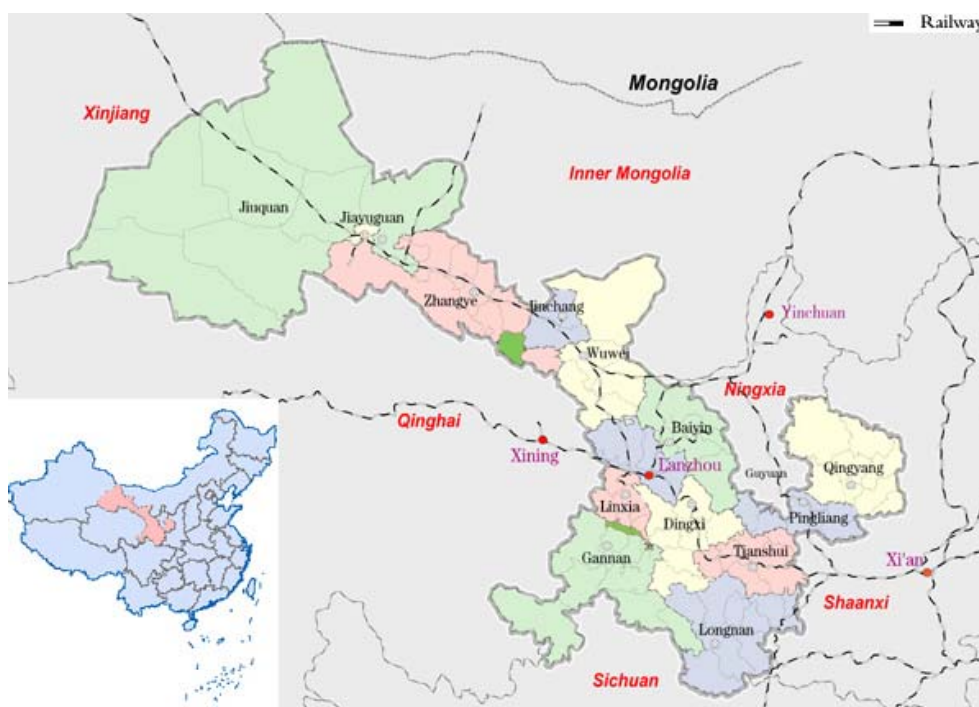 Railway
Mongolia
Xinjiang
Inner Mongolia
Jiuquan
Jiayuguan
Zhangye
Jinchang
Yinchuan
Wuwei
Ningxia
Qinghai
Baiyin
Xining
Lanzhou
Guyuan
Qingyang
Linxia
Dingxi
Pingliang
Gannan
Tianshui
Xi'an
Shaanxi
Longnan
Sichuan